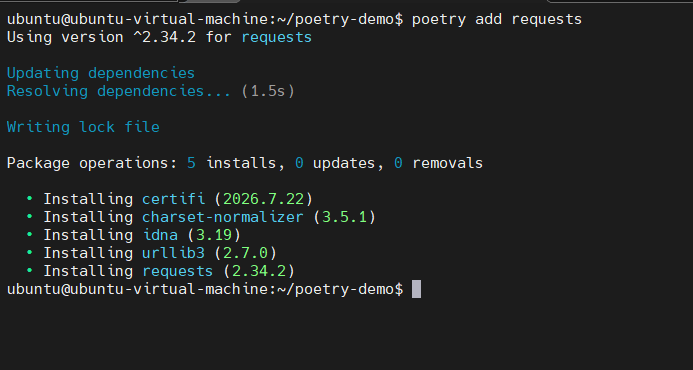 ubuntu@ubuntu-virtual-machine:~/poetry-demo$ poetry add requests
Using version ^2.34.2 for requests
Updating dependencies
Resolving dependencies... (1.5s)
Writing lock file
Package operations: 5 installs, 0 updates, 0 removals
• Installing certifi (2026.7.22)
• Installing charset-normalizer (3.5.1)
• Installing idna (3.19)
• Installing urllib3 (2.7.0)
• Installing requests (2.34.2)
ubuntu@ubuntu-virtual-machine:~/poetry-demo$